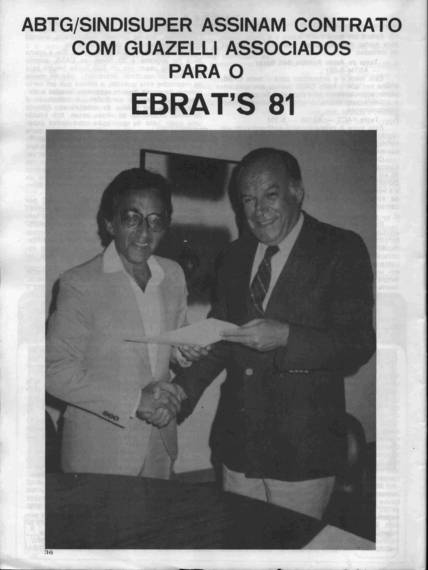 ABTG/SINDISUPER ASSINAM CONTRATO
COM GUAZELLI ASSOCIADOS
PARA O
EBRAT'S 81
36